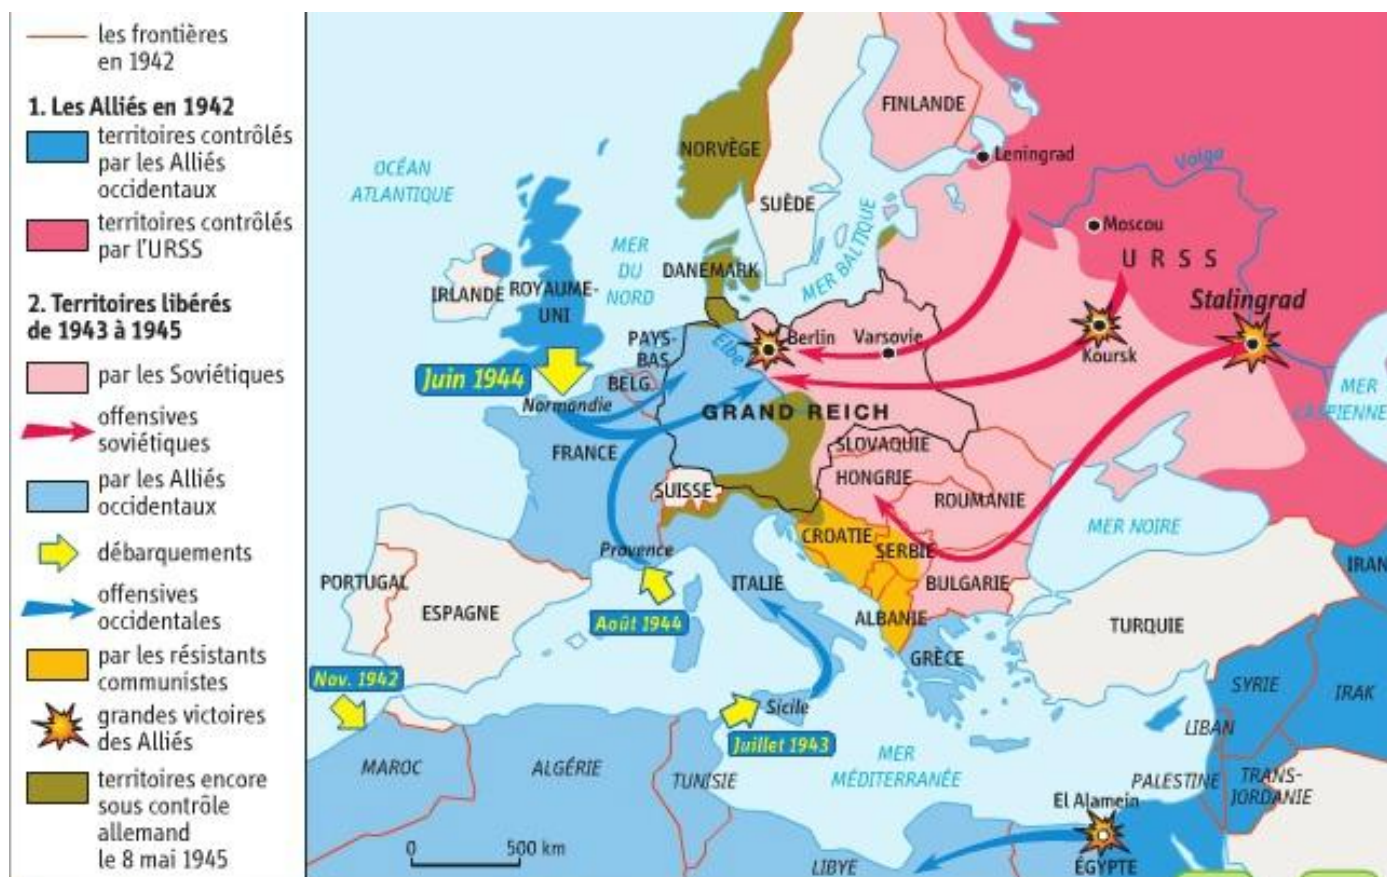 les frontières
en 1942
1. Les Alliés en 1942
territoires contrôlés
par les Alliés
occidentaux
territoires contrôlés
par l'URSS
2. Territoires libérés
de 1943 à 1945
par les Soviétiques
offensives
soviétiques
par les Alliés
occidentaux
débarquements
offensives
occidentales
par les résistants
communistes
grandes victoires
des Alliés
territoires encore
sous contrôle
allemand
le 8 mai 1945
OCÉAN
ATLANTIQUE
NORVÈGE
FINLANDE
Leningrad
Volga
SUÈDE
Moscou
URSS
MER BALTIQUE
MER
DU
NORD
DANEMARK
IRLANDE
ROYAUME-
UNI
Stalingrad
PAYS-
BAS
Elbe
Berlin
Varsovie
Koursk
Juin 1944
BELG.
Normandie
MER
CASPIENNE
GRAND REICH
FRANCE
SLOVAQUIE
HONGRIE
SUISSE
ROUMANIE
MER NOIRE
CROATIE
SERBIE
Provence
IRAN
PORTUGAL
ESPAGNE
ITALIE
BULGARIE
Août 1944
ALBANIE
TURQUIE
GRÈCE
Nov. 1942
SYRIE
IRAK
Sicile
LIBAN
Juillet 1943
MAROC
ALGÉRIE
TUNISIE
MER
MÉDITERRANÉE
PALESTINE
TRANS-
JORDANIE
El Alamein
0
500 km
LIBYE
ÉGYPTE